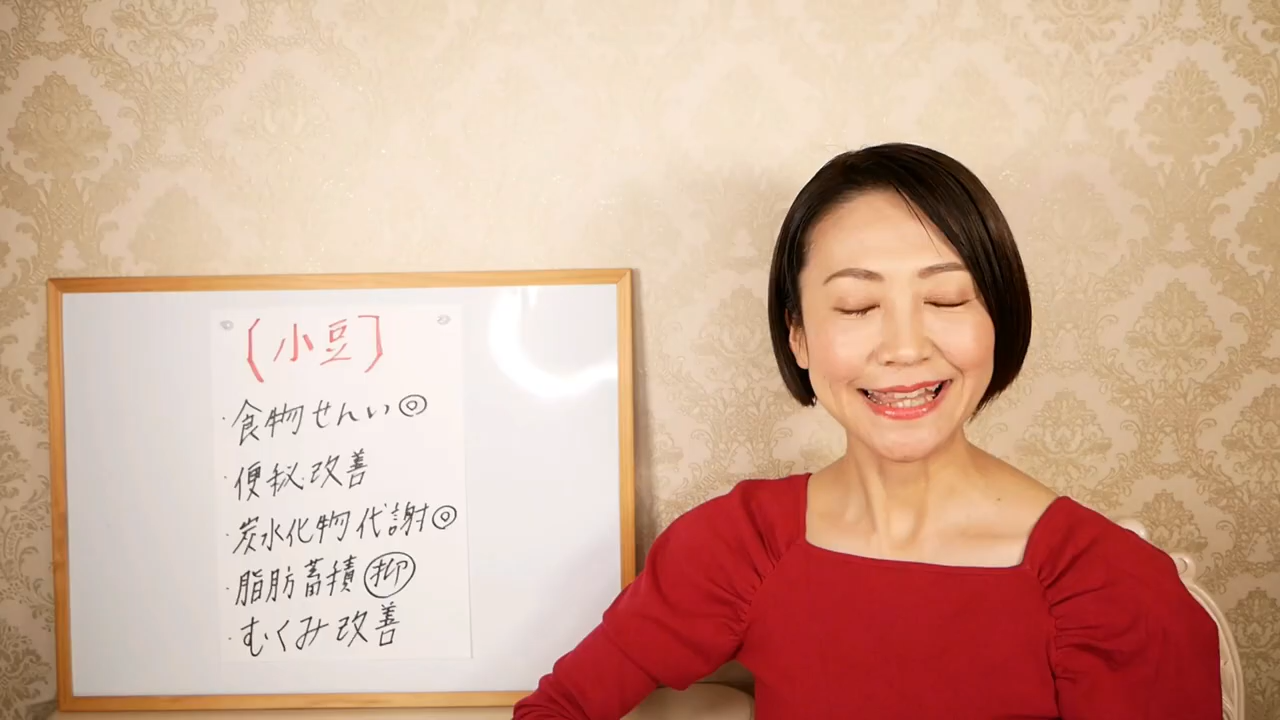 〔小豆〕
・食物せんい◎
・便秘改善
・炭水化物代謝◎
・脂肪蓄積㊥抑
・むくみ改善